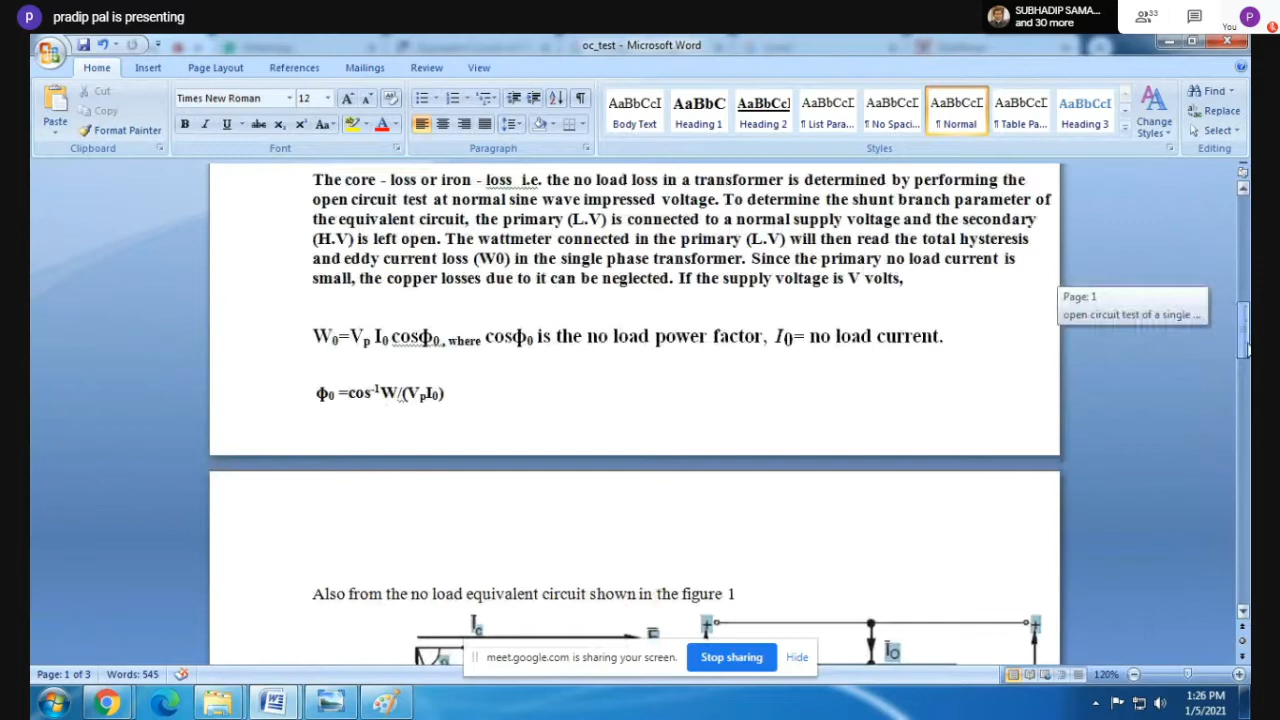 p pradip pal is presenting
SUBHADIP SAMA...
and 30 more
33
You
P
oc_test - Microsoft Word
Home Insert Page Layout References Mailings Review View
Paste
Cut
Copy
Format Painter
Clipboard
Times New Roman 12
Font
Paragraph
AaBbCcI AaBbC AaBbCcI AaBbCcI AaBbCcI AaBbCcI AaBbCcI AaBbCcI
Body Text Heading 1 Heading 2 ¶ List Para... ¶ No Spaci... ¶ Normal ¶ Table Pa... Heading 3
Styles
Change
Styles
Find
Replace
Select
Editing
The core - loss or iron - loss i.e. the no load loss in a transformer is determined by performing the
open circuit test at normal sine wave impressed voltage. To determine the shunt branch parameter of
the equivalent circuit, the primary (L.V) is connected to a normal supply voltage and the secondary
(H.V) is left open. The wattmeter connected in the primary (L.V) will then read the total hysteresis
and eddy current loss (W0) in the single phase transformer. Since the primary no load current is
small, the copper losses due to it can be neglected. If the supply voltage is V volts,
Page: 1
open circuit test of a single ...
W₀=Vₚ I₀ cosϕ₀ , where cosϕ₀ is the no load power factor, I₀= no load current.
ϕ₀ =cos⁻¹W/(VₚI₀)
Also from the no load equivalent circuit shown in the figure 1
I̅c
I̅o
meet.google.com is sharing your screen. Stop sharing Hide
Page: 1 of 3 Words: 545
120%
1:26 PM
1/5/2021